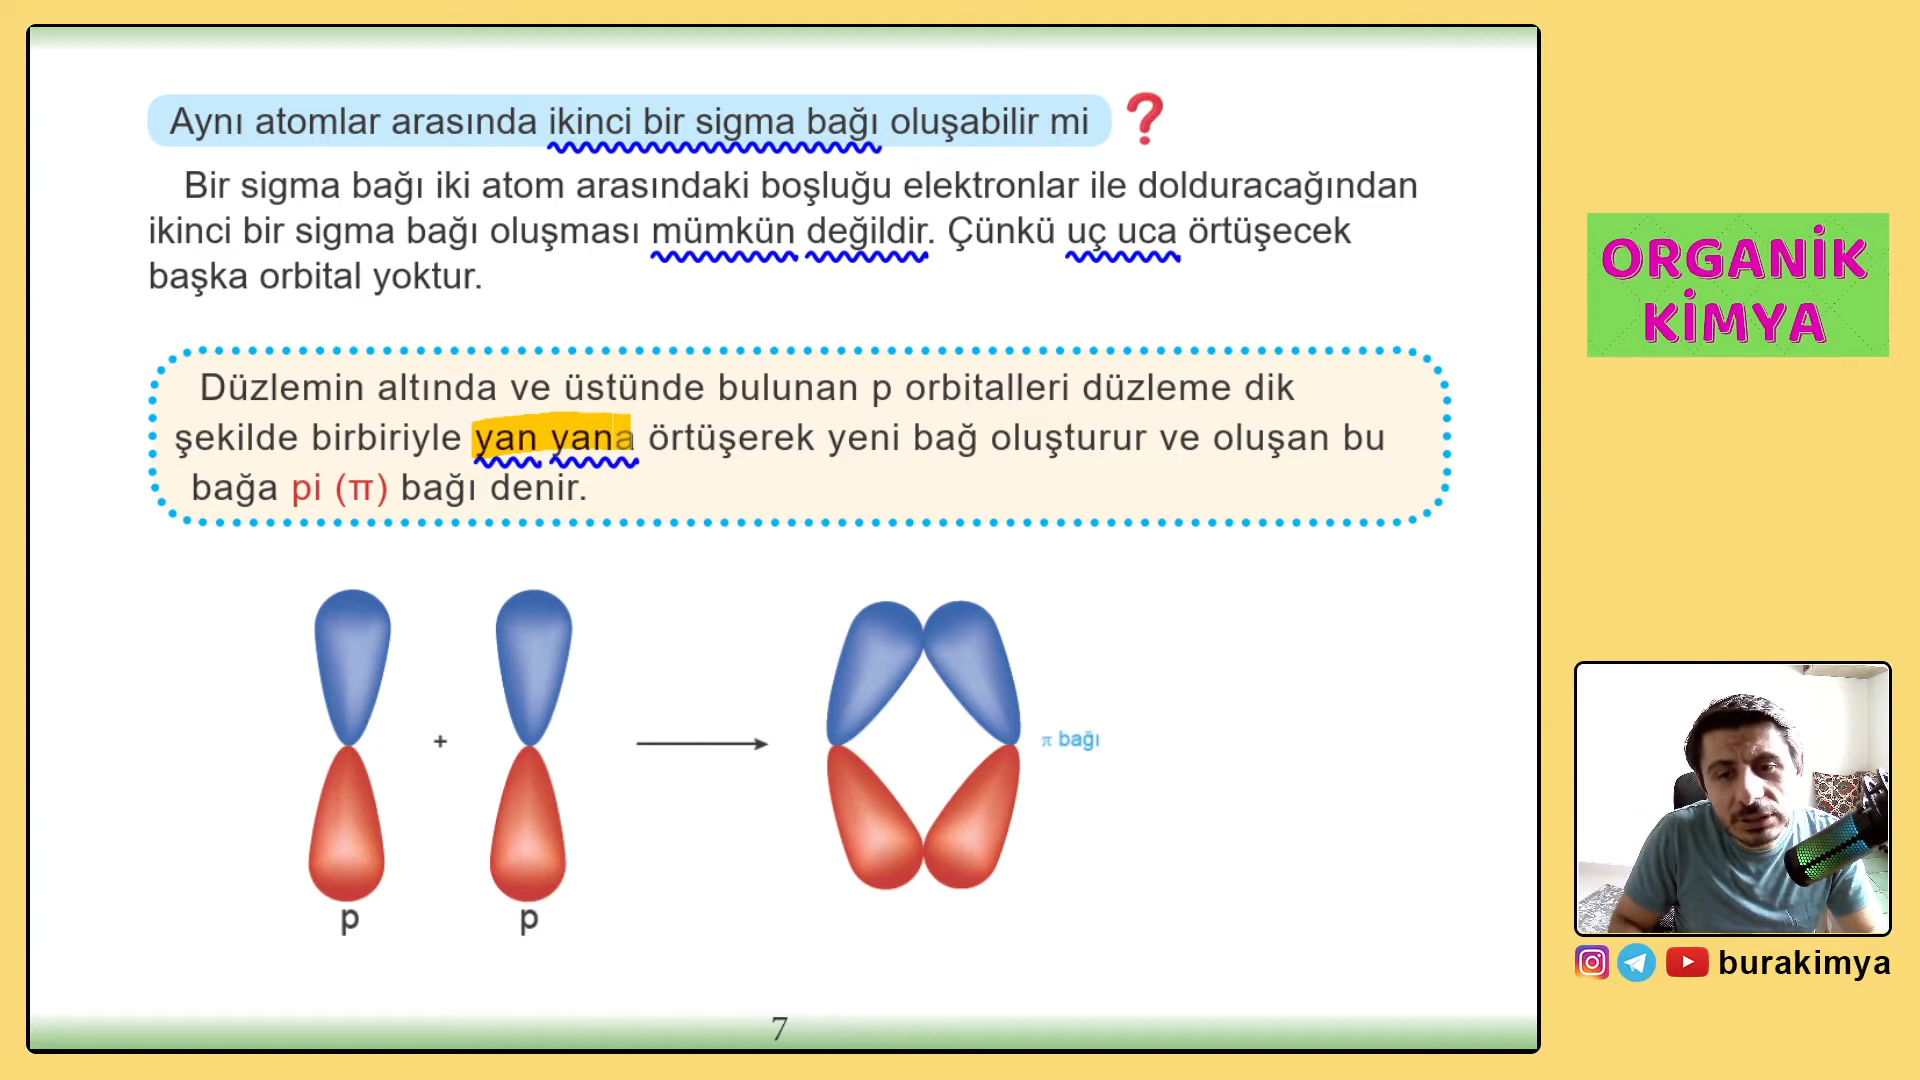 Aynı atomlar arasında ikinci bir sigma bağı oluşabilir mi ❓
Bir sigma bağı iki atom arasındaki boşluğu elektronlar ile dolduracağından
ikinci bir sigma bağı oluşması mümkün değildir. Çünkü uç uca örtüşecek
başka orbital yoktur.
Düzlemin altında ve üstünde bulunan p orbitalleri düzleme dik
şekilde birbiriyle yan yana örtüşerek yeni bağ oluşturur ve oluşan bu
bağa pi (π) bağı denir.
+
π bağı
p
p
7
ORGANİK
KİMYA
burakimya